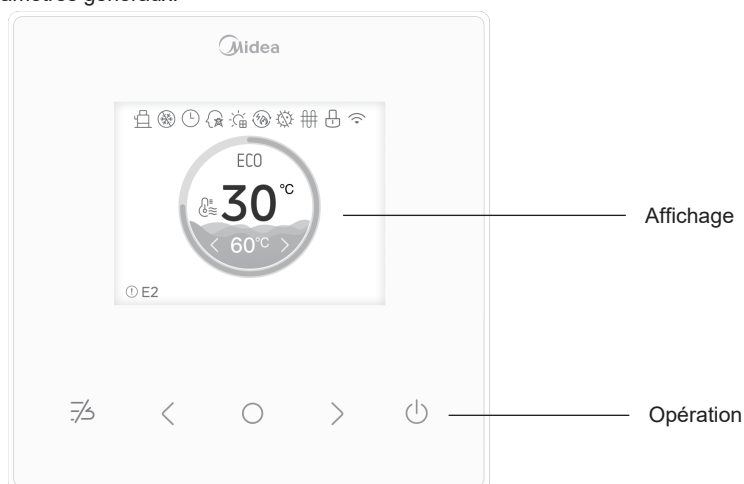 Midea
ECO
30 °C
< 60°C >
E2
Affichage
Opération